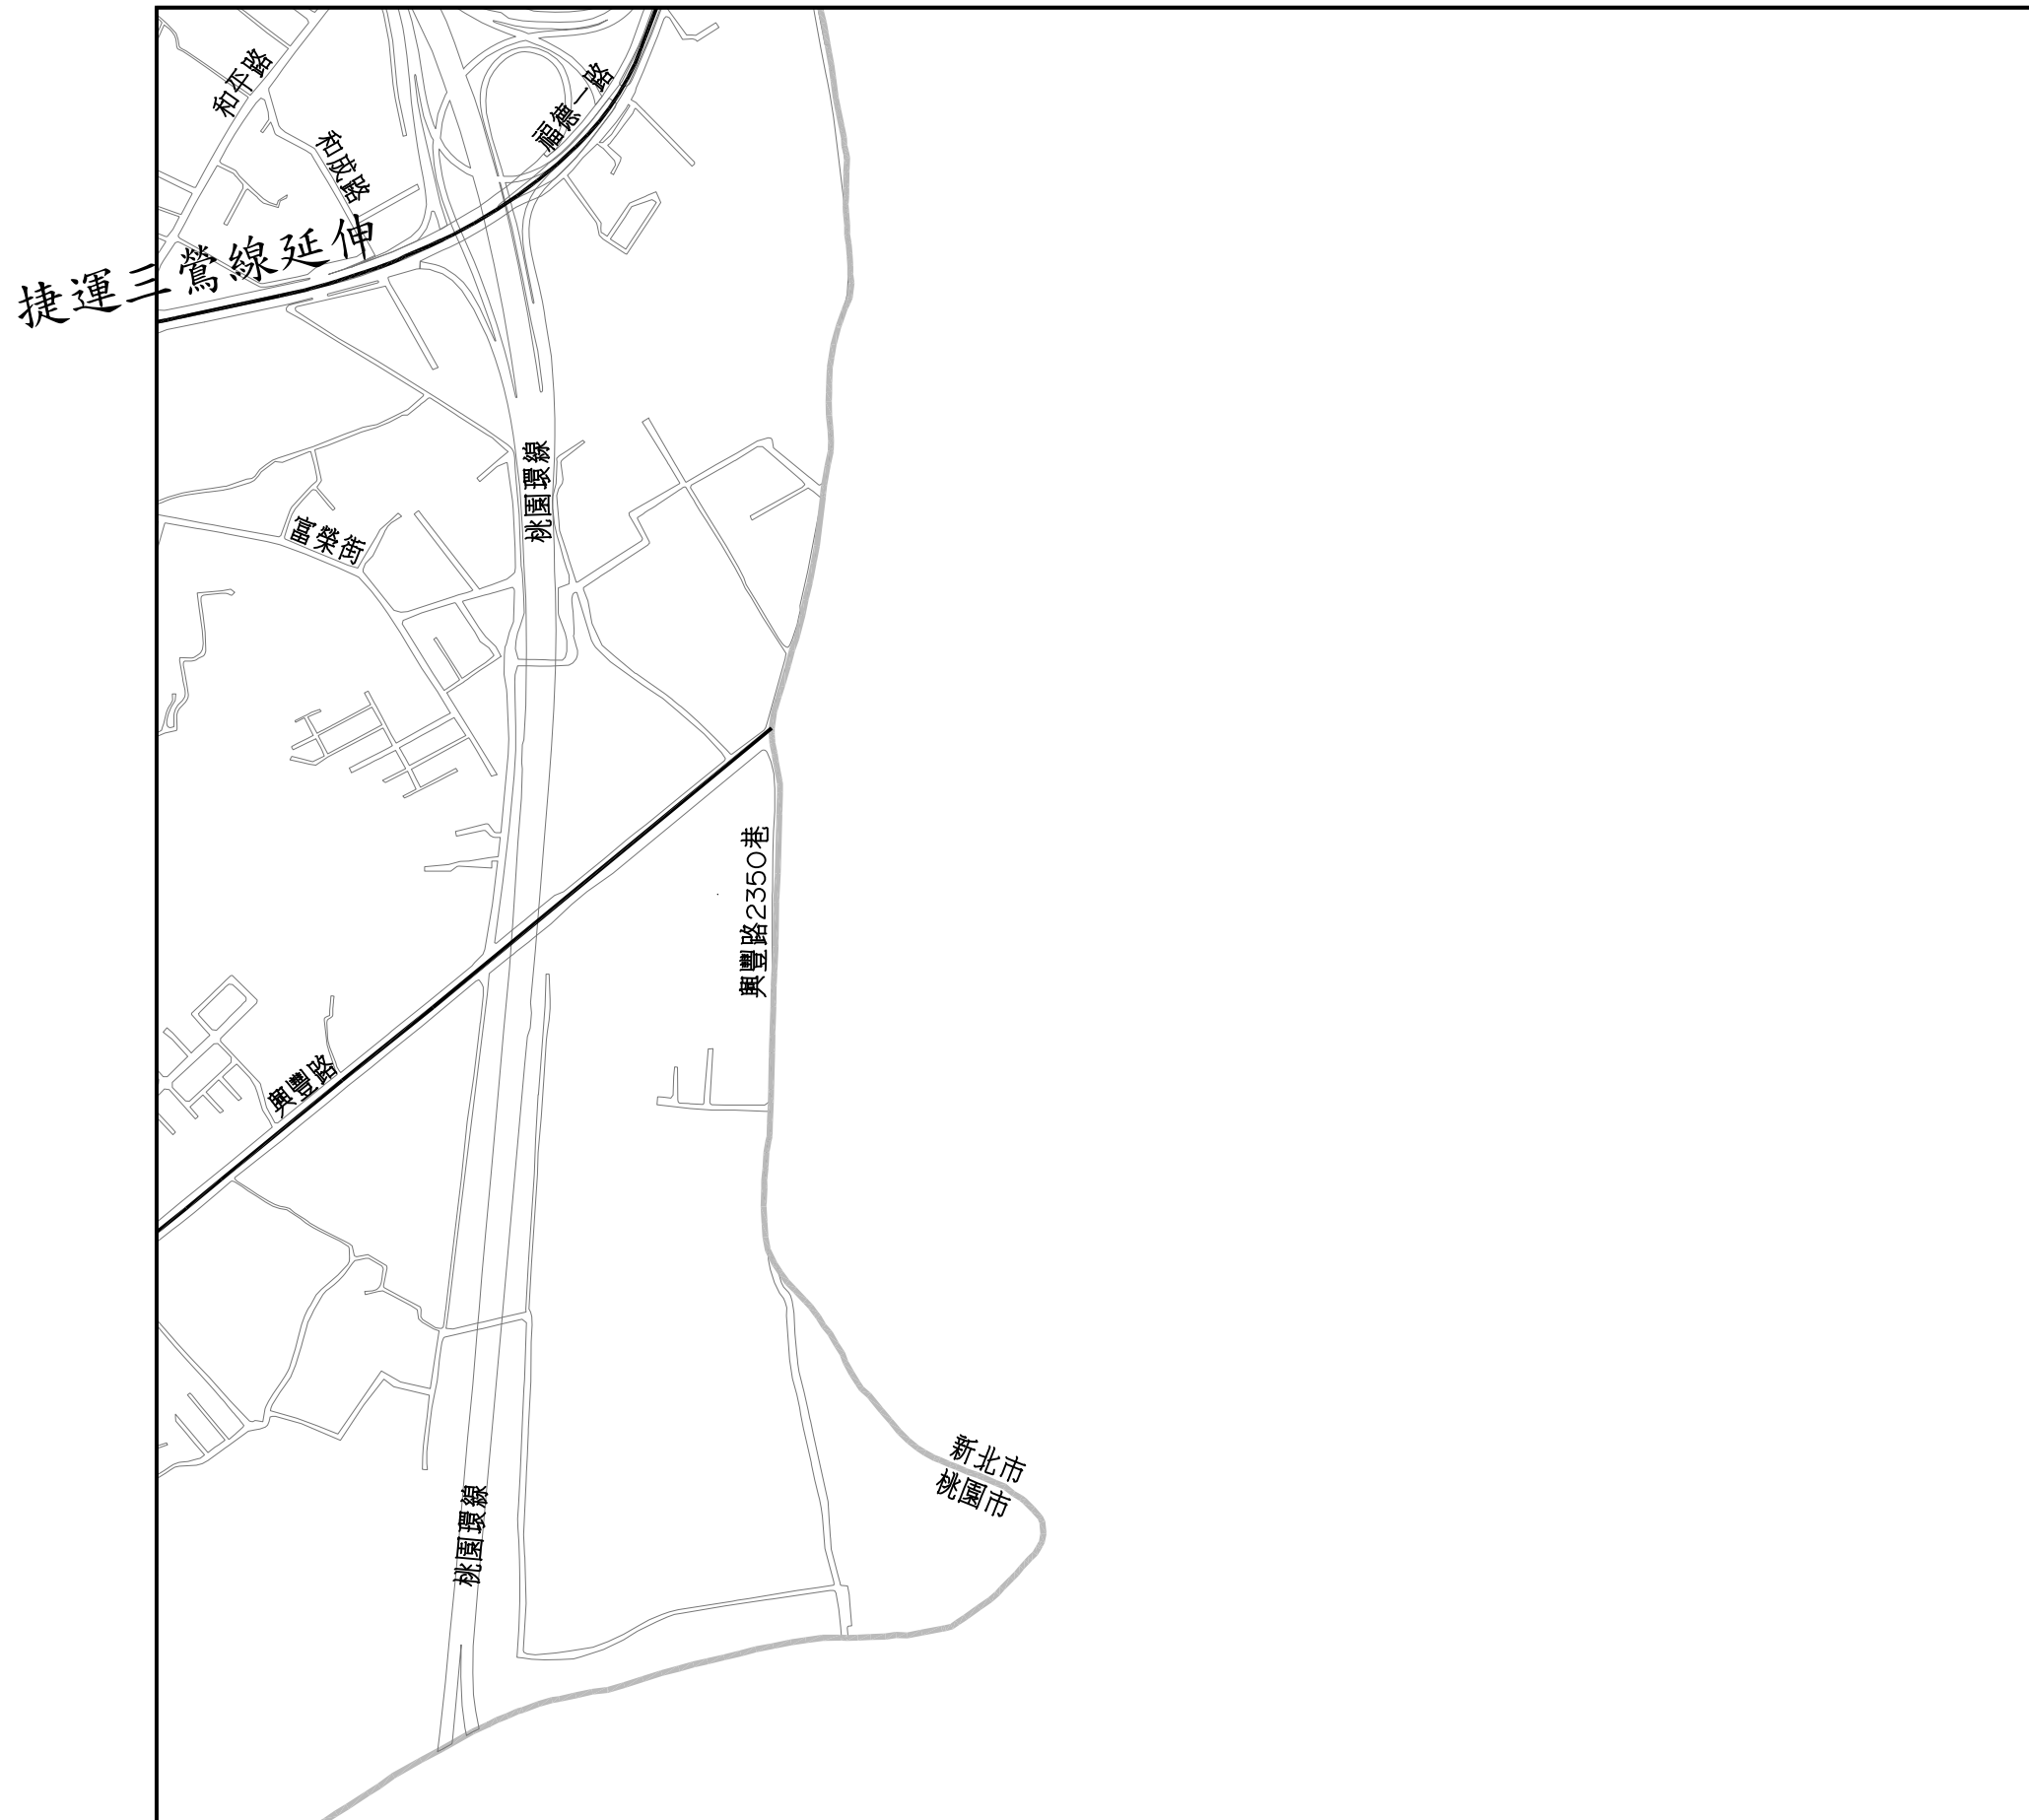 和平路
福德一路
和成路
捷運三鶯線延伸
桃園環線
富榮街
興豐路2350巷
興豐路
新北市
桃園市
桃園環線